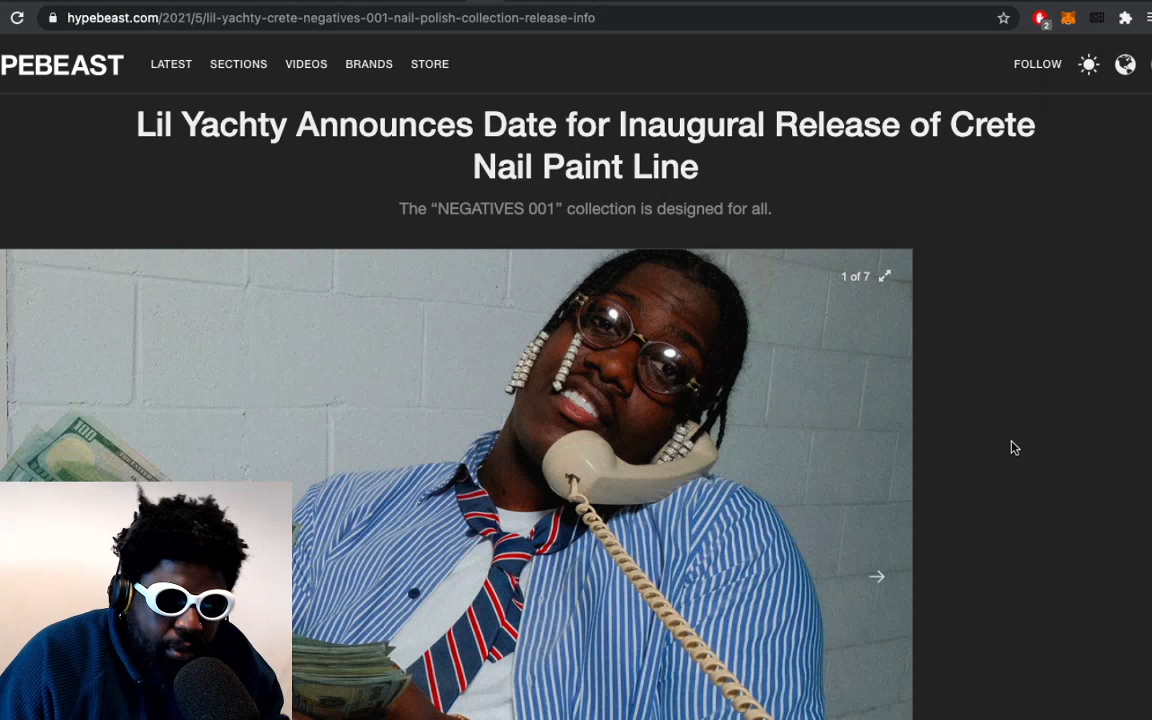 hypebeast.com/2021/5/lil-yachty-crete-negatives-001-nail-polish-collection-release-info
2
PEBEAST LATEST SECTIONS VIDEOS BRANDS STORE FOLLOW
Lil Yachty Announces Date for Inaugural Release of Crete
Nail Paint Line
The “NEGATIVES 001” collection is designed for all.
1 of 7
100